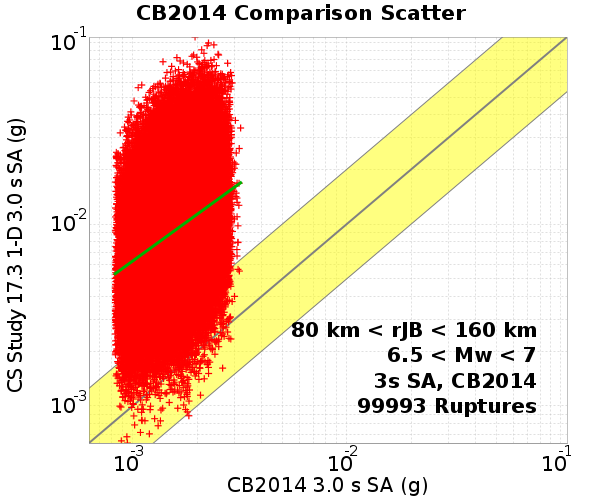 CB2014 Comparison Scatter
CS Study 17.3 1-D 3.0 s SA (g)
10-1
10-2
10-3
80 km < rJB < 160 km
6.5 < Mw < 7
3s SA, CB2014
99993 Ruptures
10-3 10-2 10-1
CB2014 3.0 s SA (g)